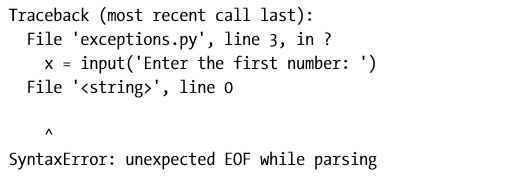 Traceback (most recent call last):
  File 'exceptions.py', line 3, in ?
    x = input('Enter the first number: ')
  File '<string>', line 0

    ^
SyntaxError: unexpected EOF while parsing